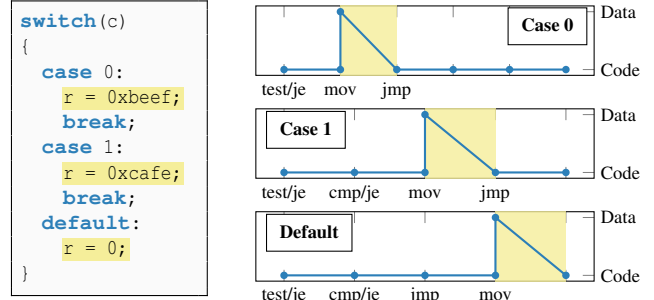 switch(c)
{
case 0:
r = 0xbeef;
break;
case 1:
r = 0xcafe;
break;
default:
r = 0;
}
Case 0
Data
Code
test/je mov jmp
Case 1
Data
Code
test/je cmp/je mov jmp
Default
Data
Code
test/je cmp/je jmp mov